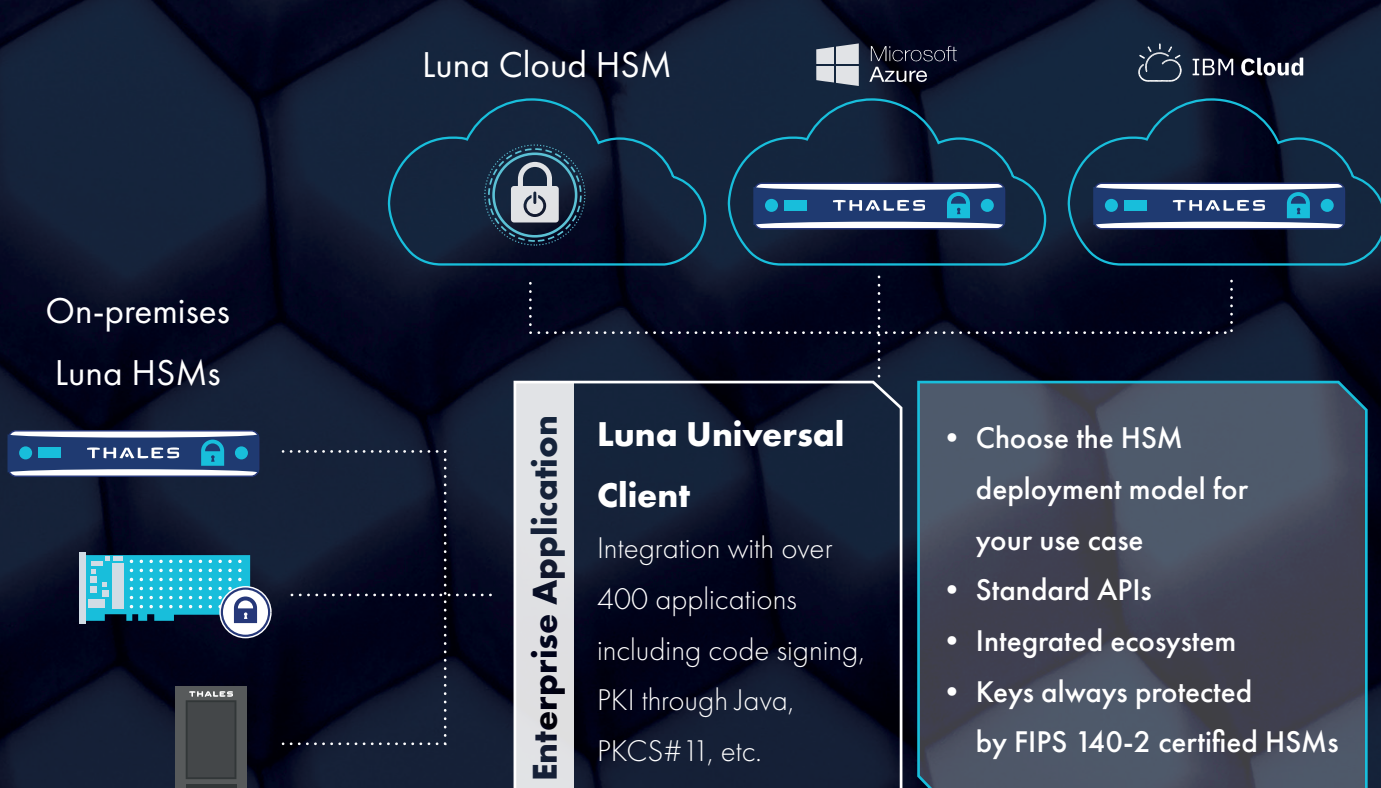 Luna Cloud HSM
Microsoft
Azure
IBM Cloud
THALES
THALES
On-premises
Luna HSMs
THALES
THALES
Enterprise Application
Luna Universal
Client
Integration with over
400 applications
including code signing,
PKI through Java,
PKCS#11, etc.
• Choose the HSM
deployment model for
your use case
• Standard APIs
• Integrated ecosystem
• Keys always protected
by FIPS 140-2 certified HSMs